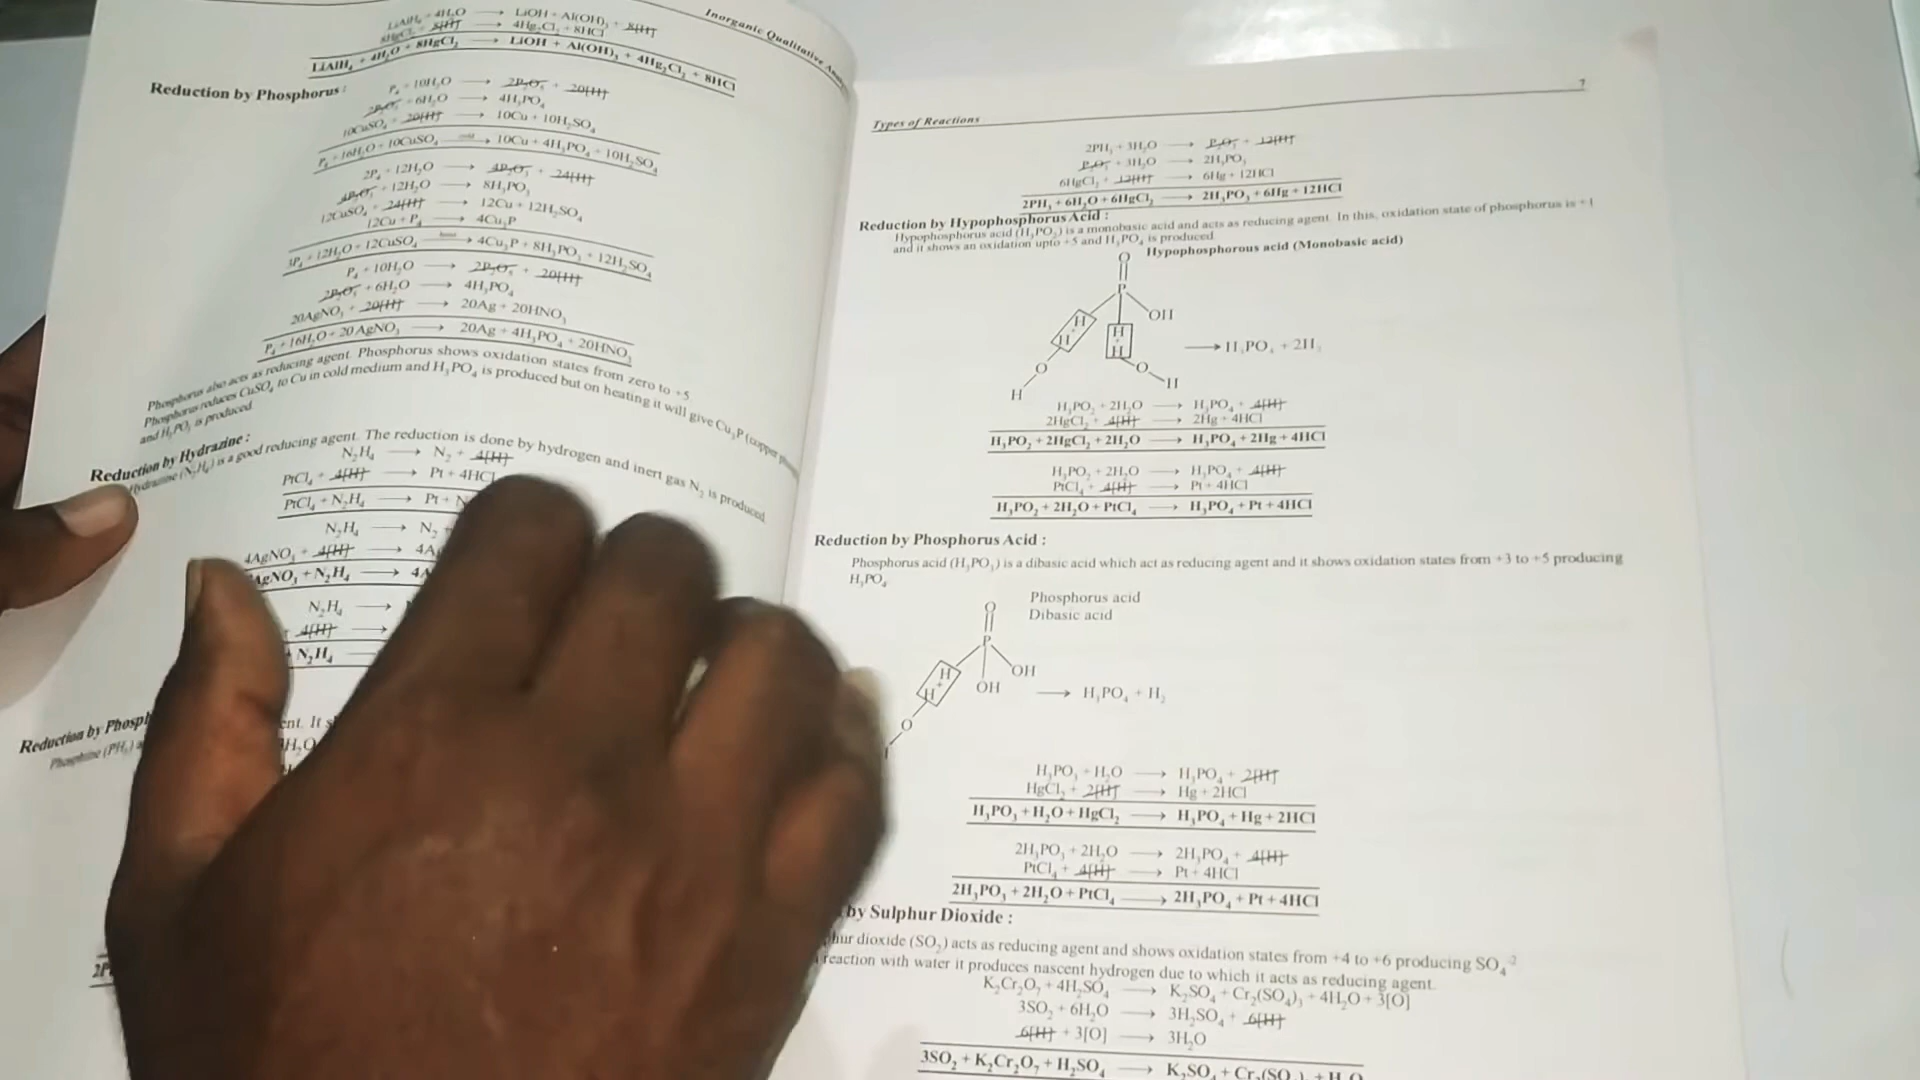 Inorganic Qualitative
LiAlH₄ + 4H₂O → LiOH + Al(OH)₃ + 8[H]
8HgCl₂ + 8[H] → 4Hg₂Cl₂ + 8HCl
LiAlH₄ + 4H₂O + 8HgCl₂ → LiOH + Al(OH)₃ + 4Hg₂Cl₂ + 8HCl
Reduction by Phosphorus :
P₄ + 10H₂O → 2P₂O₅ + 20[H]
2P₂O₅ + 6H₂O → 4H₃PO₄
10CuSO₄ + 20[H] → 10Cu + 10H₂SO₄
P₄ + 16H₂O + 10CuSO₄ cold → 10Cu + 4H₃PO₄ + 10H₂SO₄
2P₄ + 12H₂O → 4P₂O₃ + 24[H]
4P₂O₃ + 12H₂O → 8H₃PO₃
12CuSO₄ + 24[H] → 12Cu + 12H₂SO₄
12Cu + P₄ → 4Cu₃P
3P₄ + 12H₂O + 12CuSO₄ → 4Cu₃P + 8H₃PO₃ + 12H₂SO₄
P₄ + 10H₂O → 2P₂O₅ + 20[H]
2P₂O₅ + 6H₂O → 4H₃PO₄
20AgNO₃ + 20[H] → 20Ag + 20HNO₃
P₄ + 16H₂O + 20 AgNO₃ → 20Ag + 4H₃PO₄ + 20HNO₃
Phosphorus also acts as reducing agent. Phosphorus shows oxidation states from zero to +5
Phosphorus reduces CuSO₄ to Cu in cold medium and H₃PO₄ is produced but on heating it will give Cu₃P (copper
and H₃PO₃ is produced
Reduction by Hydrazine :
Hydrazine (N₂H₄) is a good reducing agent. The reduction is done by hydrogen and inert gas N₂ is produced
N₂H₄ → N₂ + 4[H]
PtCl₄ + 4[H] → Pt + 4HCl
PtCl₄ + N₂H₄ → Pt + N
N₂H₄ → N₂
4AgNO₃ + 4[H] → 4A
AgNO₃ + N₂H₄ → 4A
N₂H₄ →
4[H] →
+ N₂H₄
Reduction by Phosp
Phosphine (PH₃)
ent. It s
H₂O
Types of Reactions 7
2PH₃ + 3H₂O → P₂O₃ + 12[H]
P₂O₃ + 3H₂O → 2H₃PO₃
6HgCl₂ + 12[H] → 6Hg + 12HCl
2PH₃ + 6H₂O + 6HgCl₂ → 2H₃PO₃ + 6Hg + 12HCl
Reduction by Hypophosphorus Acid :
Hypophosphorus acid (H₃PO₂) is a monobasic acid and acts as reducing agent. In this, oxidation state of phosphorus is +1
and it shows an oxidation upto +5 and H₃PO₄ is produced
Hypophosphorous acid (Monobasic acid)
O
P
OH
H + H
H + H
O
O
H
H
→ H₃PO₄ + 2H₂
H₃PO₂ + 2H₂O → H₃PO₄ + 4[H]
2HgCl₂ + 4[H] → 2Hg + 4HCl
H₃PO₂ + 2HgCl₂ + 2H₂O → H₃PO₄ + 2Hg + 4HCl
H₃PO₂ + 2H₂O → H₃PO₄ + 4[H]
PtCl₄ + 4[H] → Pt + 4HCl
H₃PO₂ + 2H₂O + PtCl₄ → H₃PO₄ + Pt + 4HCl
Reduction by Phosphorus Acid :
Phosphorus acid (H₃PO₃) is a dibasic acid which act as reducing agent and it shows oxidation states from +3 to +5 producing
H₃PO₄
Phosphorus acid
Dibasic acid
O
P
OH
OH
H + H
O
→ H₃PO₄ + H₂
H₃PO₃ + H₂O → H₃PO₄ + 2[H]
HgCl₂ + 2[H] → Hg + 2HCl
H₃PO₃ + H₂O + HgCl₂ → H₃PO₄ + Hg + 2HCl
2H₃PO₃ + 2H₂O → 2H₃PO₄ + 4[H]
PtCl₄ + 4[H] → Pt + 4HCl
2H₃PO₃ + 2H₂O + PtCl₄ → 2H₃PO₄ + Pt + 4HCl
by Sulphur Dioxide :
hur dioxide (SO₂) acts as reducing agent and shows oxidation states from +4 to +6 producing SO₄⁻²
reaction with water it produces nascent hydrogen due to which it acts as reducing agent.
K₂Cr₂O₇ + 4H₂SO₄ → K₂SO₄ + Cr₂(SO₄)₃ + 4H₂O + 3[O]
3SO₂ + 6H₂O → 3H₂SO₄ + 6[H]
6[H] + 3[O] → 3H₂O
3SO₂ + K₂Cr₂O₇ + H₂SO₄ → K₂SO₄ + Cr₂(SO₄)₃ + H₂O